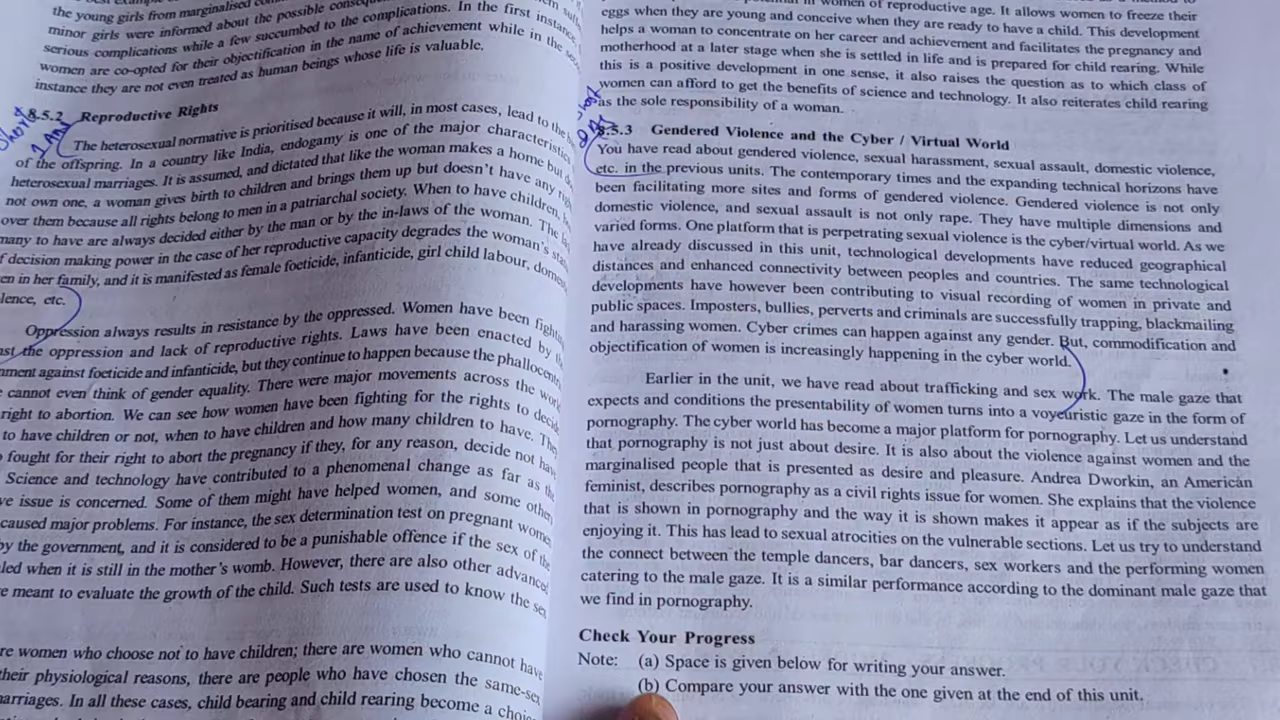 the young girls from marginalised
minor girls were informed about the possible
serious complications while a few succumbed to the complications. In the first instance
women are co-opted for their objectification in the name of achievement while in the
instance they are not even treated as human beings whose life is valuable.
8.5.2 Reproductive Rights
Short
The heterosexual normative is prioritised because it will, in most cases, lead to the
of the offspring. In a country like India, endogamy is one of the major characteristics
heterosexual marriages. It is assumed, and dictated that like the woman makes a home but
not own one, a woman gives birth to children and brings them up but doesn't have any
over them because all rights belong to men in a patriarchal society. When to have children,
many to have are always decided either by the man or by the in-laws of the woman. The
decision making power in the case of her reproductive capacity degrades the woman's
in her family, and it is manifested as female foeticide, infanticide, girl child labour,
etc.
Oppression always results in resistance by the oppressed. Women have been
the oppression and lack of reproductive rights. Laws have been enacted by
against foeticide and infanticide, but they continue to happen because the
cannot even think of gender equality. There were major movements across the
right to abortion. We can see how women have been fighting for the rights to
to have children or not, when to have children and how many children to have.
fought for their right to abort the pregnancy if they, for any reason, decide not
Science and technology have contributed to a phenomenal change as far as
issue is concerned. Some of them might have helped women, and some
caused major problems. For instance, the sex determination test on pregnant
by the government, and it is considered to be a punishable offence if the sex of the
when it is still in the mother's womb. However, there are also other
meant to evaluate the growth of the child. Such tests are used to know the
women who choose not to have children; there are women who cannot have
their physiological reasons, there are people who have chosen the same-sex
In all these cases, child bearing and child rearing become a
women of reproductive age. It allows women to freeze their
eggs when they are young and conceive when they are ready to have a child. This development
helps a woman to concentrate on her career and achievement and facilitates the pregnancy and
motherhood at a later stage when she is settled in life and is prepared for child rearing. While
this is a positive development in one sense, it also raises the question as to which class of
women can afford to get the benefits of science and technology. It also reiterates child rearing
as the sole responsibility of a woman.
8.5.3 Gendered Violence and the Cyber / Virtual World
You have read about gendered violence, sexual harassment, sexual assault, domestic violence,
etc. in the previous units. The contemporary times and the expanding technical horizons have
been facilitating more sites and forms of gendered violence. Gendered violence is not only
domestic violence, and sexual assault is not only rape. They have multiple dimensions and
varied forms. One platform that is perpetrating sexual violence is the cyber/virtual world. As we
have already discussed in this unit, technological developments have reduced geographical
distances and enhanced connectivity between peoples and countries. The same technological
developments have however been contributing to visual recording of women in private and
public spaces. Imposters, bullies, perverts and criminals are successfully trapping, blackmailing
and harassing women. Cyber crimes can happen against any gender. But, commodification and
objectification of women is increasingly happening in the cyber world.
Earlier in the unit, we have read about trafficking and sex work. The male gaze that
expects and conditions the presentability of women turns into a voyeuristic gaze in the form of
pornography. The cyber world has become a major platform for pornography. Let us understand
that pornography is not just about desire. It is also about the violence against women and the
marginalised people that is presented as desire and pleasure. Andrea Dworkin, an American
feminist, describes pornography as a civil rights issue for women. She explains that the violence
that is shown in pornography and the way it is shown makes it appear as if the subjects are
enjoying it. This has lead to sexual atrocities on the vulnerable sections. Let us try to understand
the connect between the temple dancers, bar dancers, sex workers and the performing women
catering to the male gaze. It is a similar performance according to the dominant male gaze that
we find in pornography.
Check Your Progress
Note: (a) Space is given below for writing your answer.
(b) Compare your answer with the one given at the end of this unit.